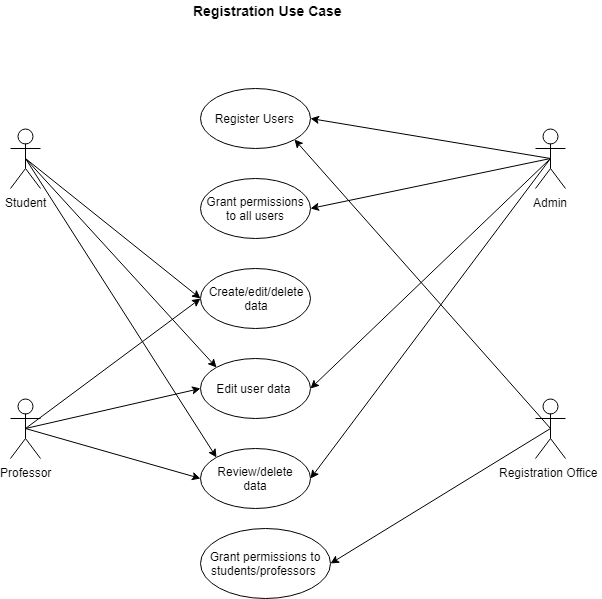 Registration Use Case
Register Users
Student
Grant permissions
to all users
Admin
Create/edit/delete
data
Edit user data
Professor
Review/delete
data
Registration Office
Grant permissions to
students/professors